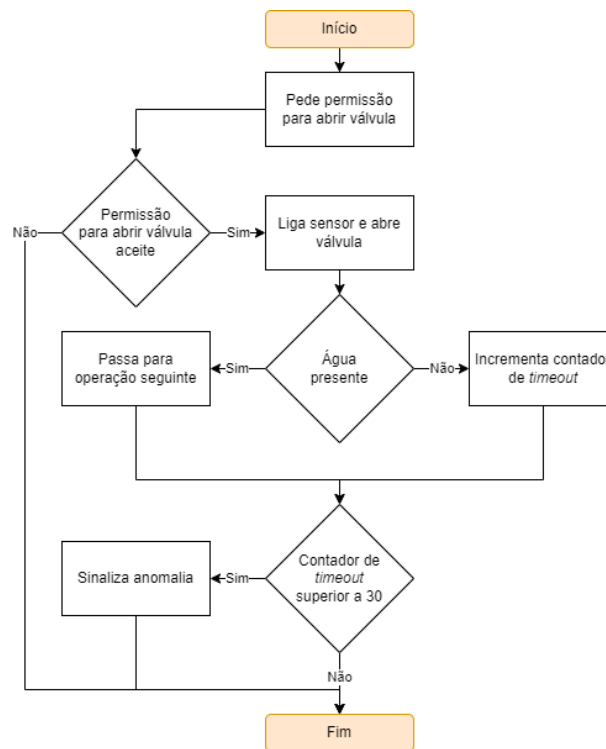 Início
Pede permissão
para abrir válvula
Permissão
para abrir válvula
aceite
Não
Sim
Liga sensor e abre
válvula
Água
presente
Sim
Passa para
operação seguinte
Não
Incrementa contador
de timeout
Contador de
timeout
superior a 30
Sim
Sinaliza anomalia
Não
Fim